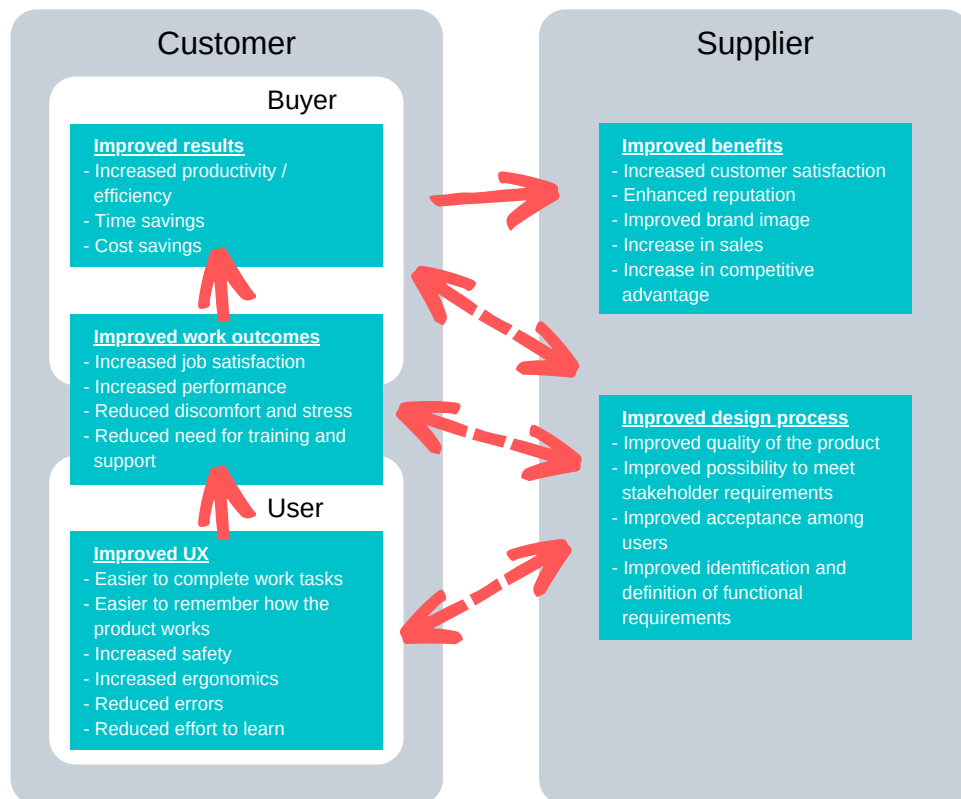 Customer
Buyer
Improved results
- Increased productivity /
efficiency
- Time savings
- Cost savings
Improved work outcomes
- Increased job satisfaction
- Increased performance
- Reduced discomfort and stress
- Reduced need for training and
support
User
Improved UX
- Easier to complete work tasks
- Easier to remember how the
product works
- Increased safety
- Increased ergonomics
- Reduced errors
- Reduced effort to learn
Supplier
Improved benefits
- Increased customer satisfaction
- Enhanced reputation
- Improved brand image
- Increase in sales
- Increase in competitive
advantage
Improved design process
- Improved quality of the product
- Improved possibility to meet
stakeholder requirements
- Improved acceptance among
users
- Improved identification and
definition of functional
requirements